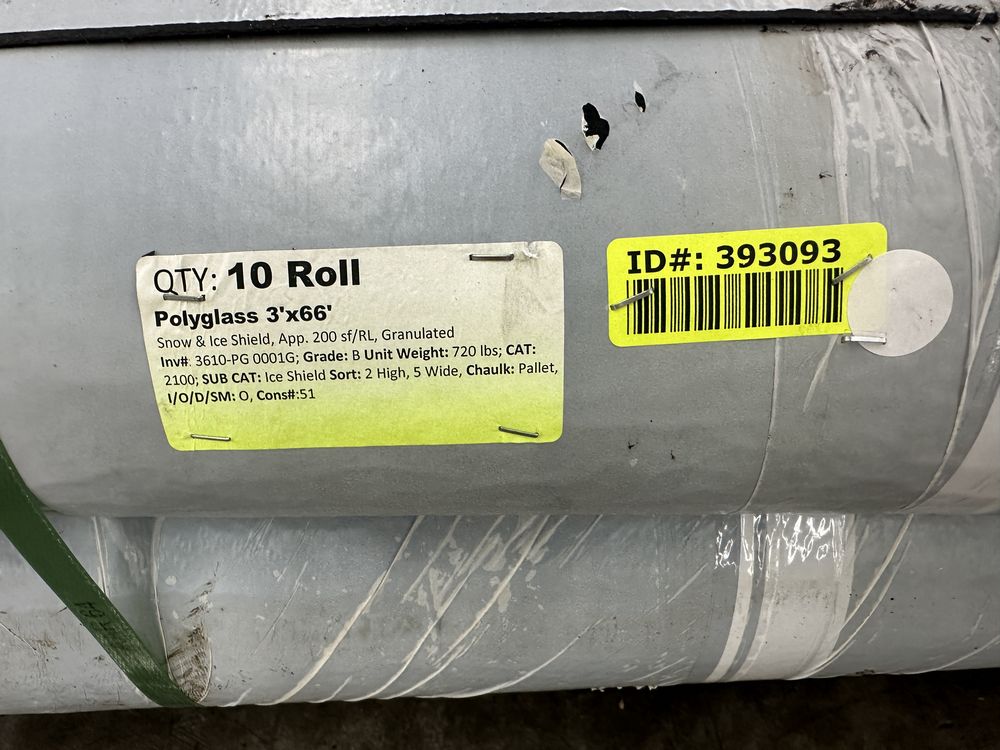 QTY: 10 Roll
Polyglass 3'x66'
Snow & Ice Shield, App. 200 sf/RL, Granulated
Inv#: 3610-PG 0001G; Grade: B Unit Weight: 720 lbs; CAT:
2100; SUB CAT: Ice Shield Sort: 2 High, 5 Wide, Chaulk: Pallet,
I/O/D/SM: O, Cons#:51
ID#: 393093